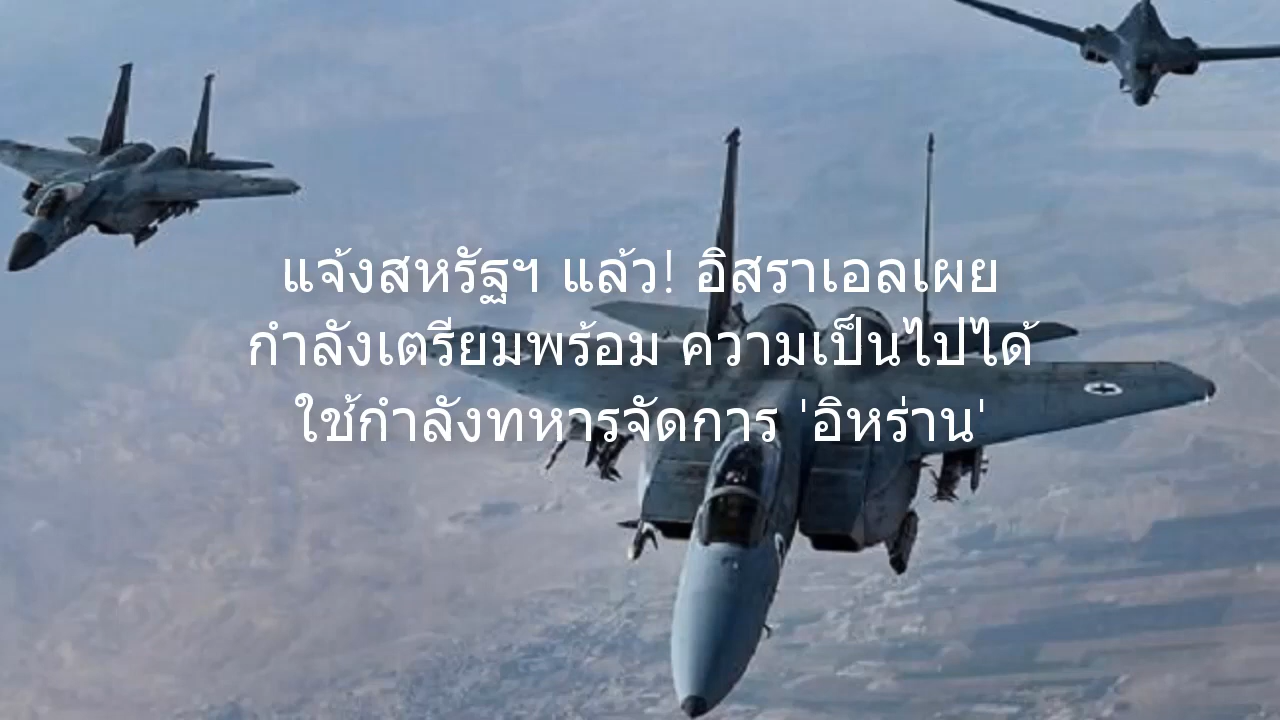 แจ้งสหรัฐฯ แล้ว! อิสราเอลเผย
กำลังเตรียมพร้อม ความเป็นไปได้
ใช้กำลังทหารจัดการ 'อิหร่าน'